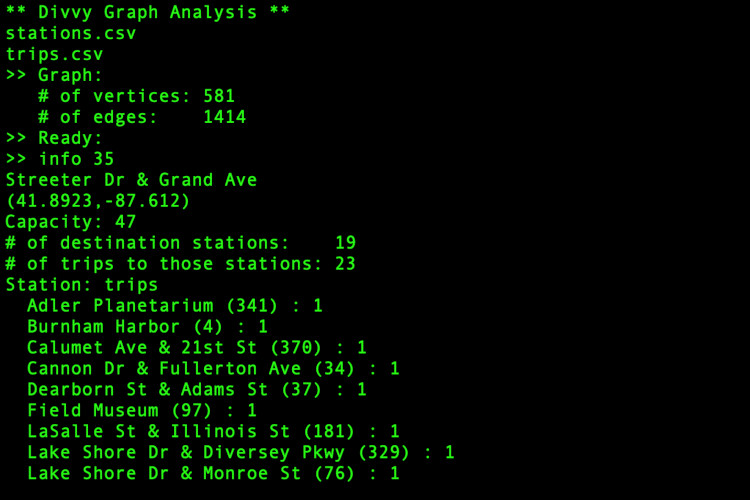 ** Divvy Graph Analysis **
stations.csv
trips.csv
>> Graph:
   # of vertices: 581
   # of edges:    1414
>> Ready:
>> info 35
Streeter Dr & Grand Ave
(41.8923,-87.612)
Capacity: 47
# of destination stations:    19
# of trips to those stations: 23
Station: trips
  Adler Planetarium (341) : 1
  Burnham Harbor (4) : 1
  Calumet Ave & 21st St (370) : 1
  Cannon Dr & Fullerton Ave (34) : 1
  Dearborn St & Adams St (37) : 1
  Field Museum (97) : 1
  LaSalle St & Illinois St (181) : 1
  Lake Shore Dr & Diversey Pkwy (329) : 1
  Lake Shore Dr & Monroe St (76) : 1